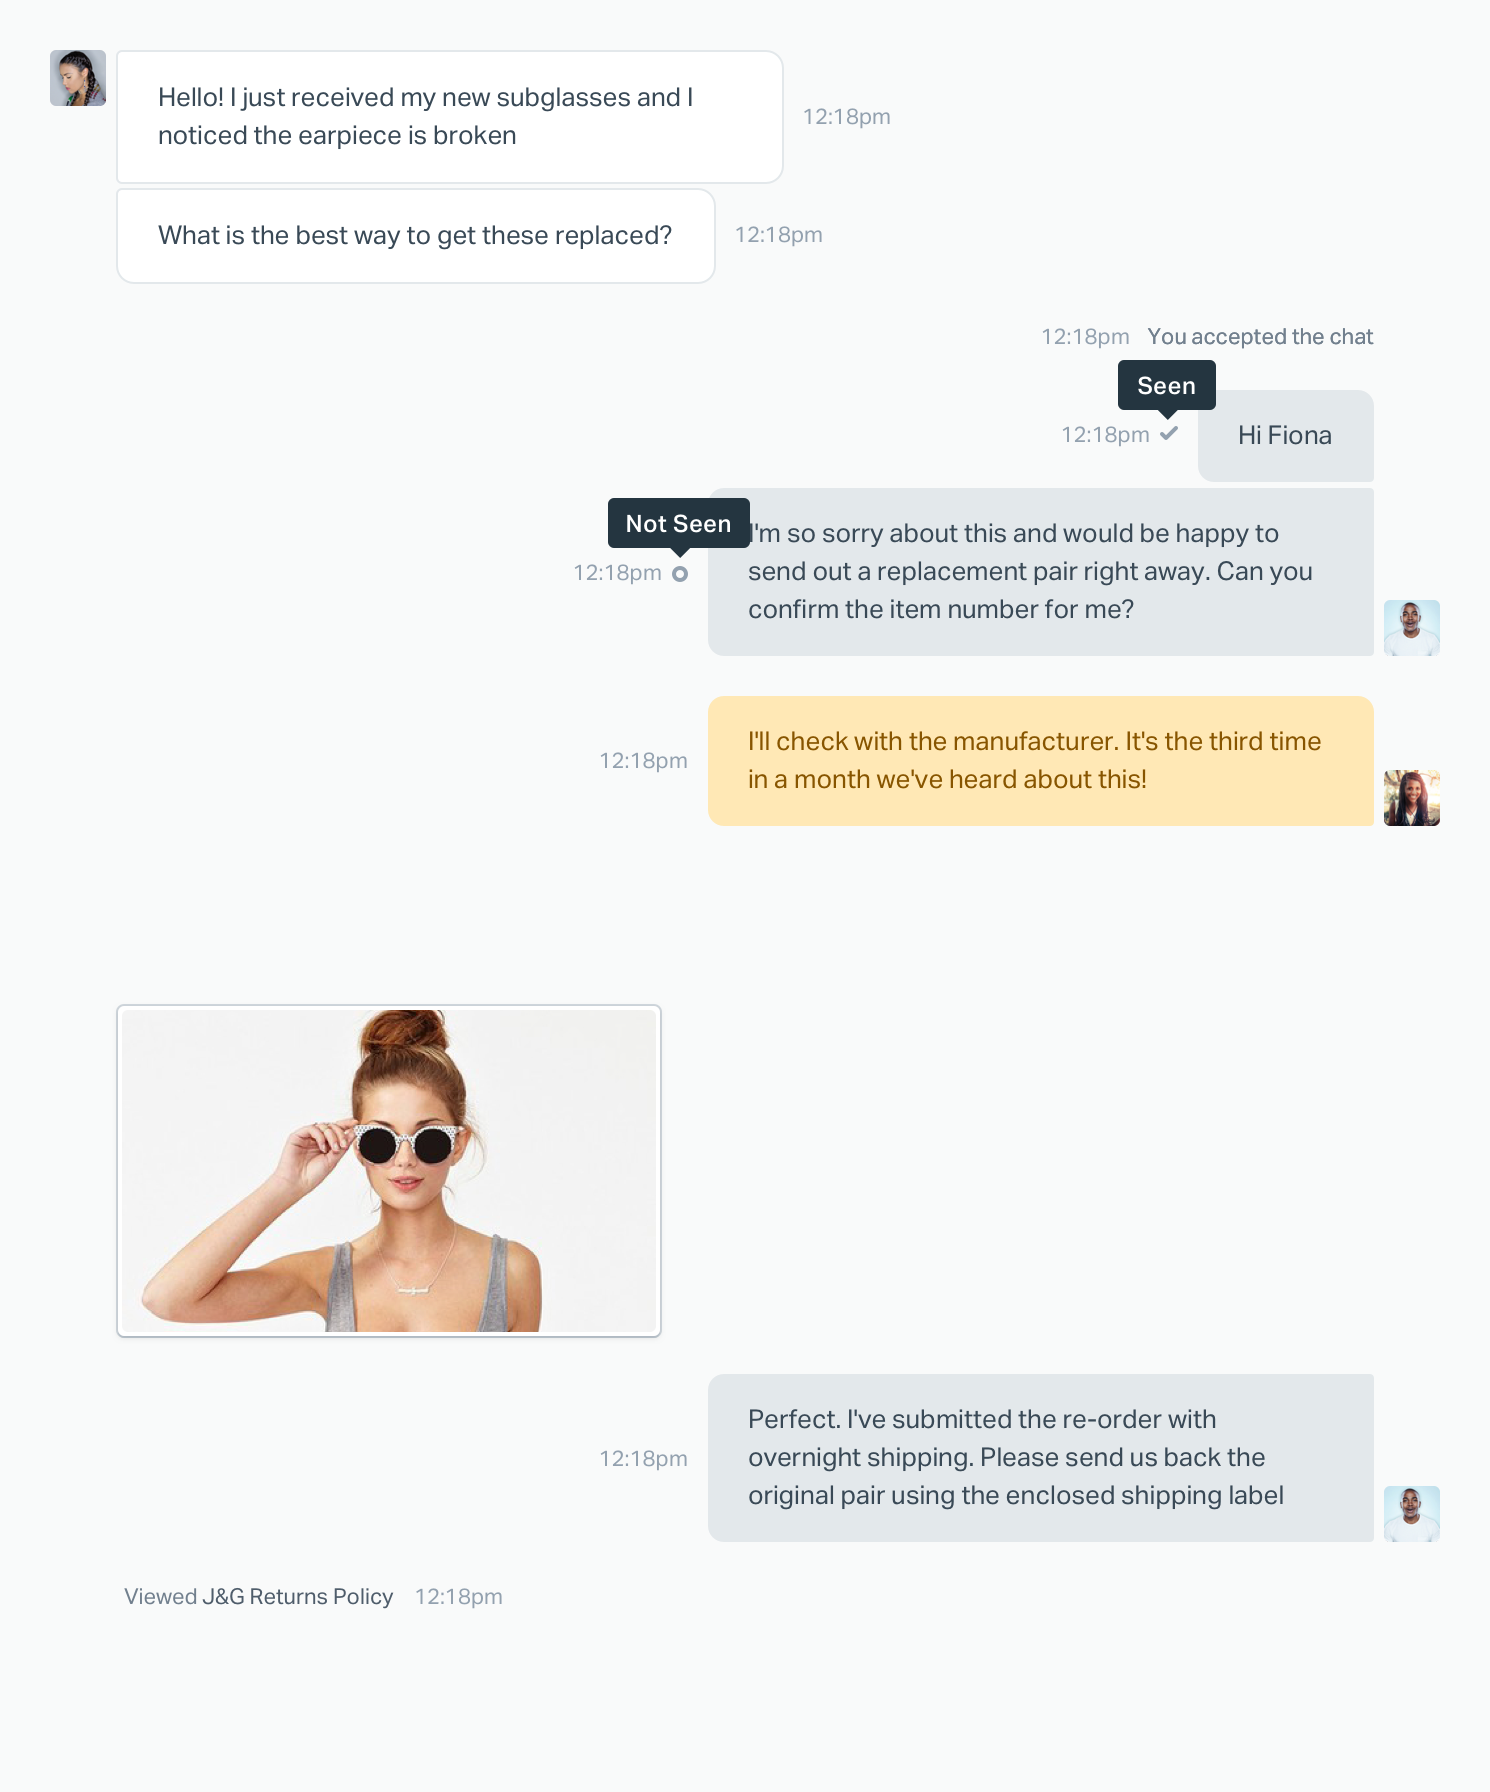 Hello! I just received my new subglasses and I
noticed the earpiece is broken
12:18pm
What is the best way to get these replaced?
12:18pm
12:18pm You accepted the chat
Seen
12:18pm
Hi Fiona
Not Seen
12:18pm
I'm so sorry about this and would be happy to
send out a replacement pair right away. Can you
confirm the item number for me?
12:18pm
I'll check with the manufacturer. It's the third time
in a month we've heard about this!
12:18pm
Perfect. I've submitted the re-order with
overnight shipping. Please send us back the
original pair using the enclosed shipping label
Viewed J&G Returns Policy 12:18pm